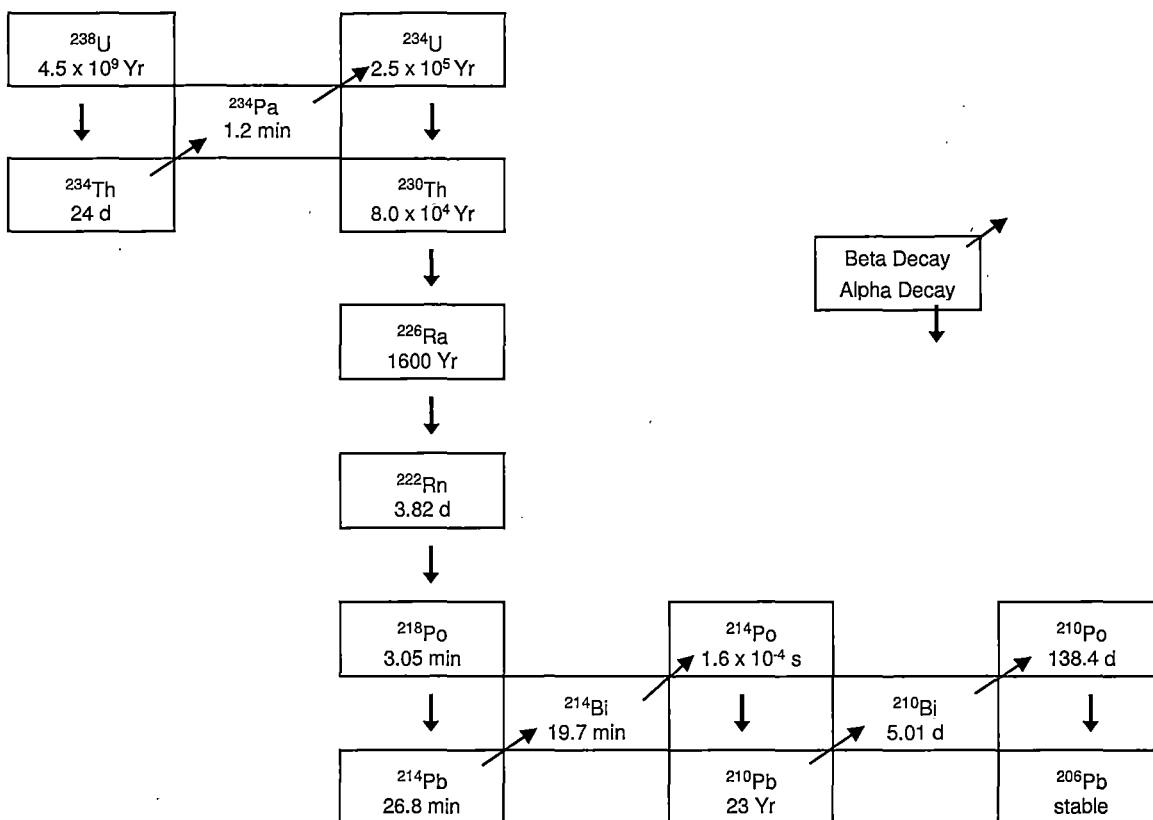 ²³⁸U
4.5 x 10⁹ Yr
²³⁴U
2.5 x 10⁵ Yr
²³⁴Pa
1.2 min
²³⁴Th
24 d
²³⁰Th
8.0 x 10⁴ Yr
Beta Decay
Alpha Decay
²²⁶Ra
1600 Yr
²²²Rn
3.82 d
²¹⁸Po
3.05 min
²¹⁴Po
1.6 x 10⁻⁴ s
²¹⁰Po
138.4 d
²¹⁴Bi
19.7 min
²¹⁰Bi
5.01 d
²¹⁴Pb
26.8 min
²¹⁰Pb
23 Yr
²⁰⁶Pb
stable